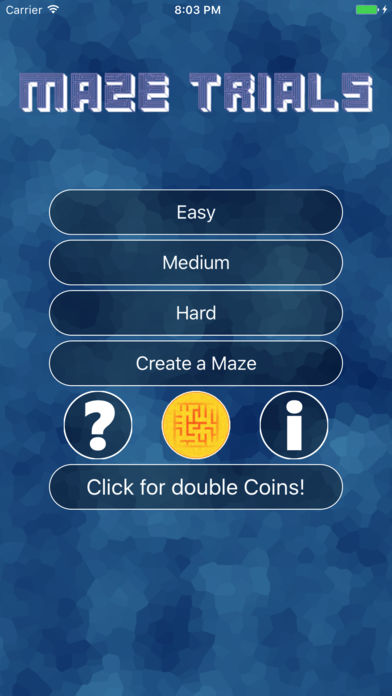 Carrier 8:03 PM
MAZE TRIALS
Easy
Medium
Hard
Create a Maze
? i
Click for double Coins!